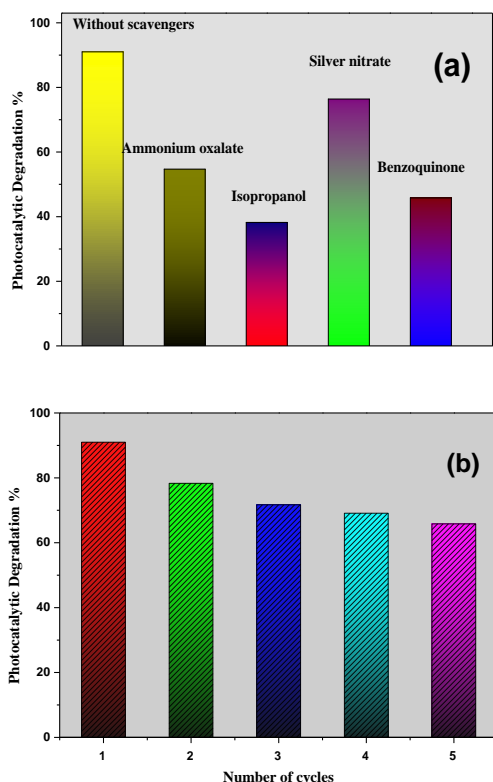 Photocatalytic Degradation %
100
80
60
40
20
0
Without scavengers
Ammonium oxalate
Isopropanol
Silver nitrate
Benzoquinone
(a)
Photocatalytic Degradation %
100
80
60
40
20
0
(b)
1 2 3 4 5
Number of cycles